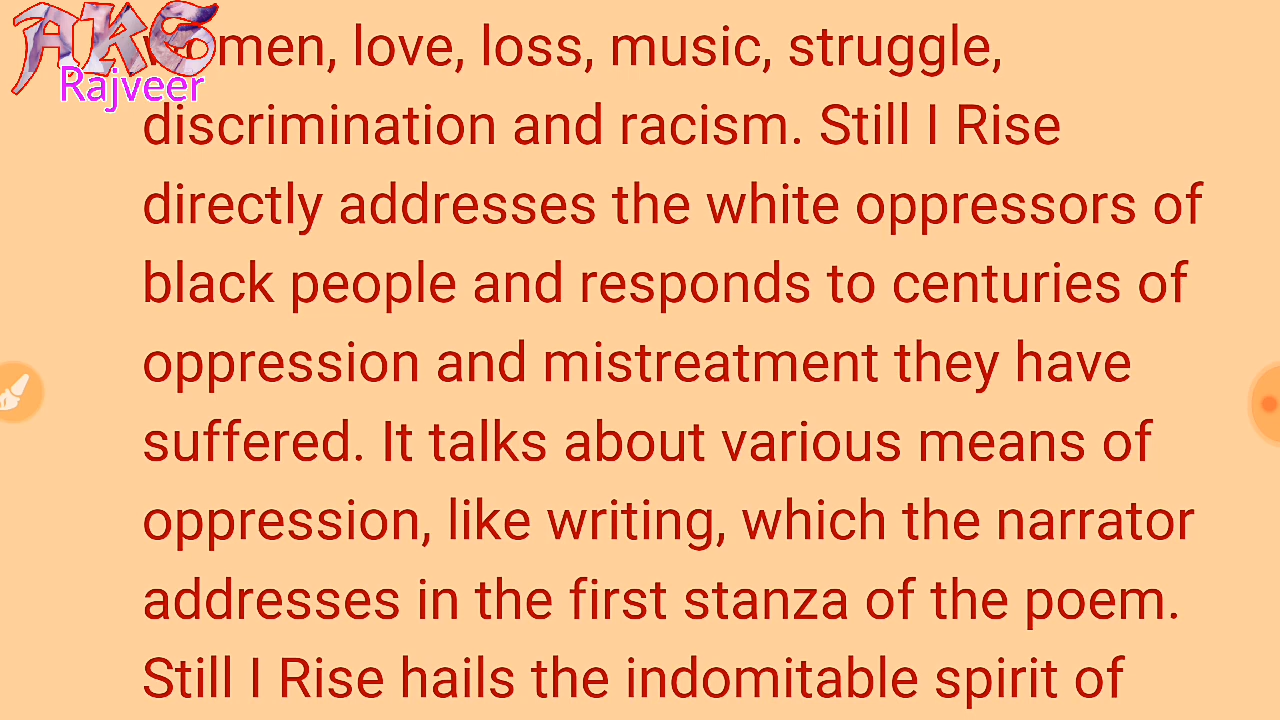 AKS
Rajveer
women, love, loss, music, struggle,
discrimination and racism. Still I Rise
directly addresses the white oppressors of
black people and responds to centuries of
oppression and mistreatment they have
suffered. It talks about various means of
oppression, like writing, which the narrator
addresses in the first stanza of the poem.
Still I Rise hails the indomitable spirit of